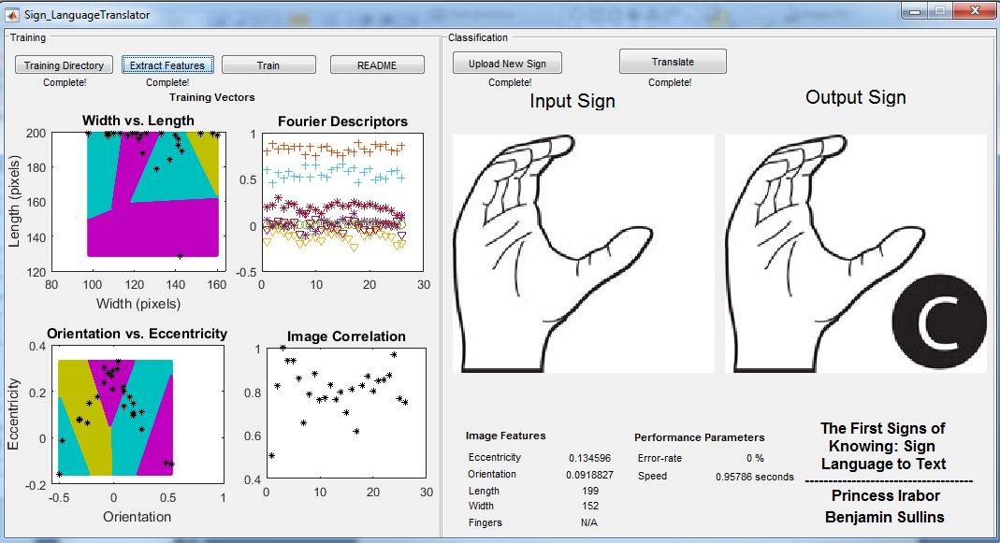 Sign_LanguageTranslator
Training
Training Directory
Extract Features
Train
README
Complete!
Complete!
Training Vectors
Width vs. Length
Length (pixels)
200
180
160
140
120
80
100
120
140
160
Width (pixels)
Fourier Descriptors
1
0.5
0
-0.5
0
10
20
30
Orientation vs. Eccentricity
Eccentricity
0.4
0.2
0
-0.2
-0.5
0
0.5
1
Orientation
Image Correlation
1
0.8
0.6
0.4
0
10
20
30
Classification
Upload New Sign
Translate
Complete!
Complete!
Input Sign
Output Sign
C
Image Features
Eccentricity 0.134596
Orientation 0.0918827
Length 199
Width 152
Fingers N/A
Performance Parameters
Error-rate 0 %
Speed 0.95786 seconds
The First Signs of
Knowing: Sign
Language to Text
------------------------------------
Princess Irabor
Benjamin Sullins